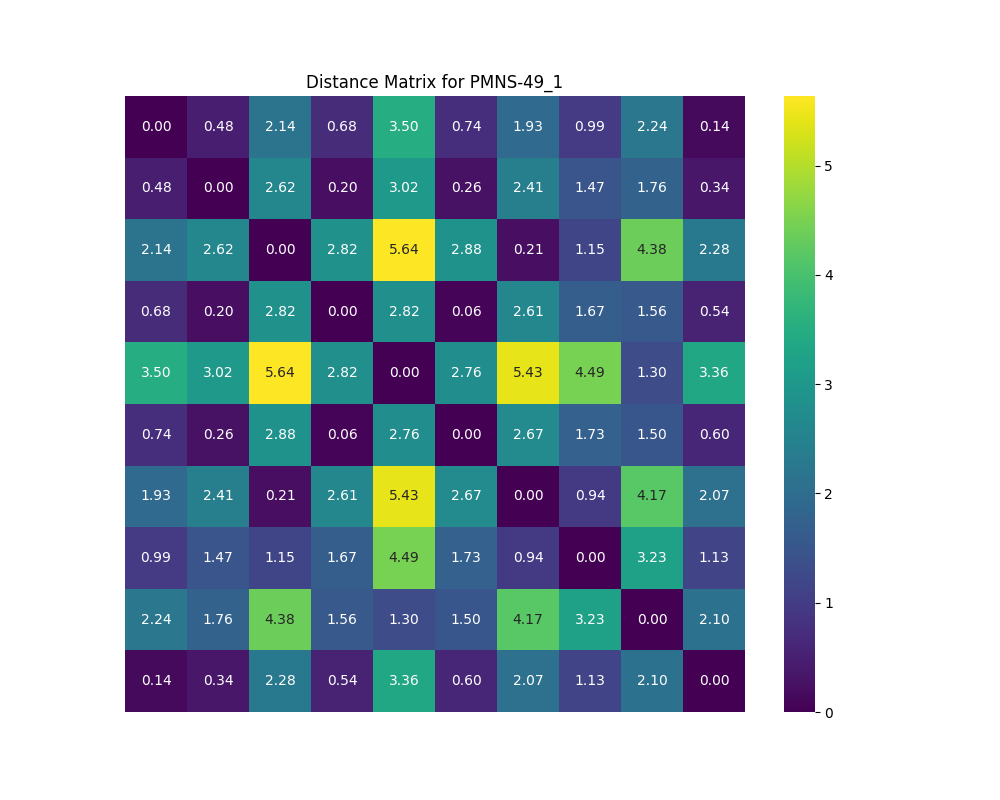 Distance Matrix for PMNS-49_1
0.00 0.48 2.14 0.68 3.50 0.74 1.93 0.99 2.24 0.14
0.48 0.00 2.62 0.20 3.02 0.26 2.41 1.47 1.76 0.34
2.14 2.62 0.00 2.82 5.64 2.88 0.21 1.15 4.38 2.28
0.68 0.20 2.82 0.00 2.82 0.06 2.61 1.67 1.56 0.54
3.50 3.02 5.64 2.82 0.00 2.76 5.43 4.49 1.30 3.36
0.74 0.26 2.88 0.06 2.76 0.00 2.67 1.73 1.50 0.60
1.93 2.41 0.21 2.61 5.43 2.67 0.00 0.94 4.17 2.07
0.99 1.47 1.15 1.67 4.49 1.73 0.94 0.00 3.23 1.13
2.24 1.76 4.38 1.56 1.30 1.50 4.17 3.23 0.00 2.10
0.14 0.34 2.28 0.54 3.36 0.60 2.07 1.13 2.10 0.00
5
4
3
2
1
0